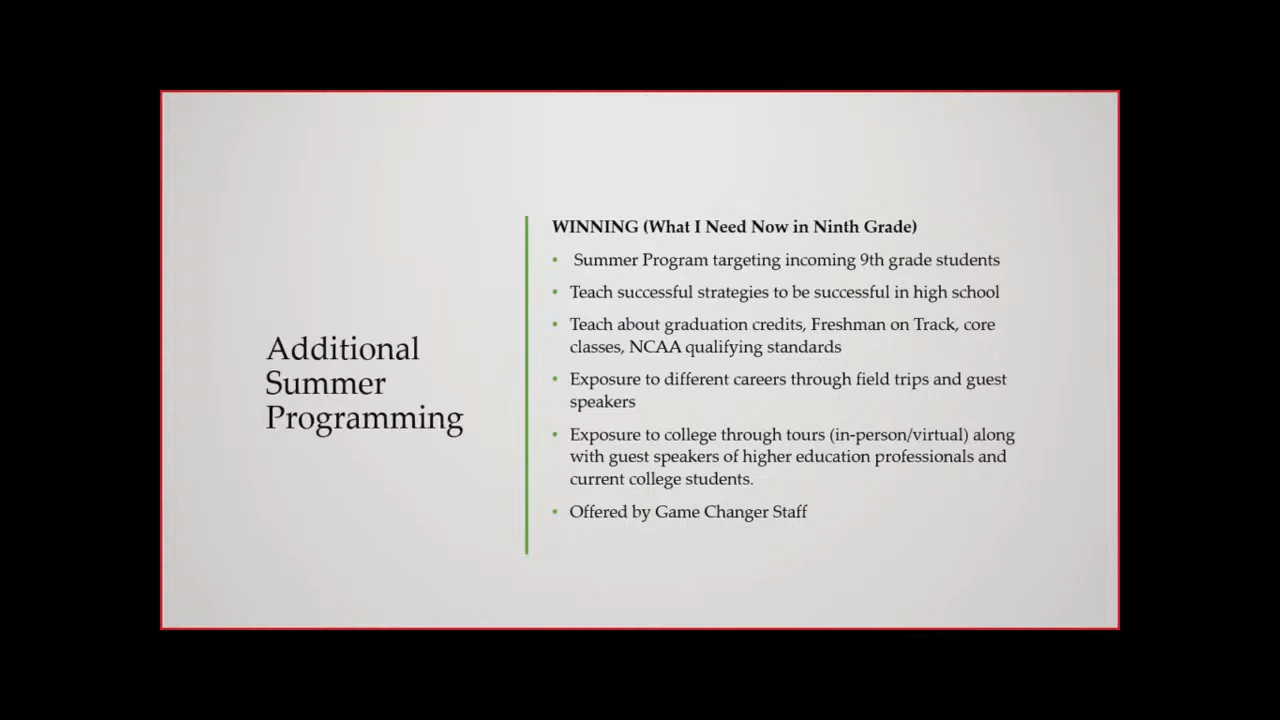 Additional
Summer
Programming
WINNING (What I Need Now in Ninth Grade)
• Summer Program targeting incoming 9th grade students
• Teach successful strategies to be successful in high school
• Teach about graduation credits, Freshman on Track, core
classes, NCAA qualifying standards
• Exposure to different careers through field trips and guest
speakers
• Exposure to college through tours (in-person/virtual) along
with guest speakers of higher education professionals and
current college students.
• Offered by Game Changer Staff